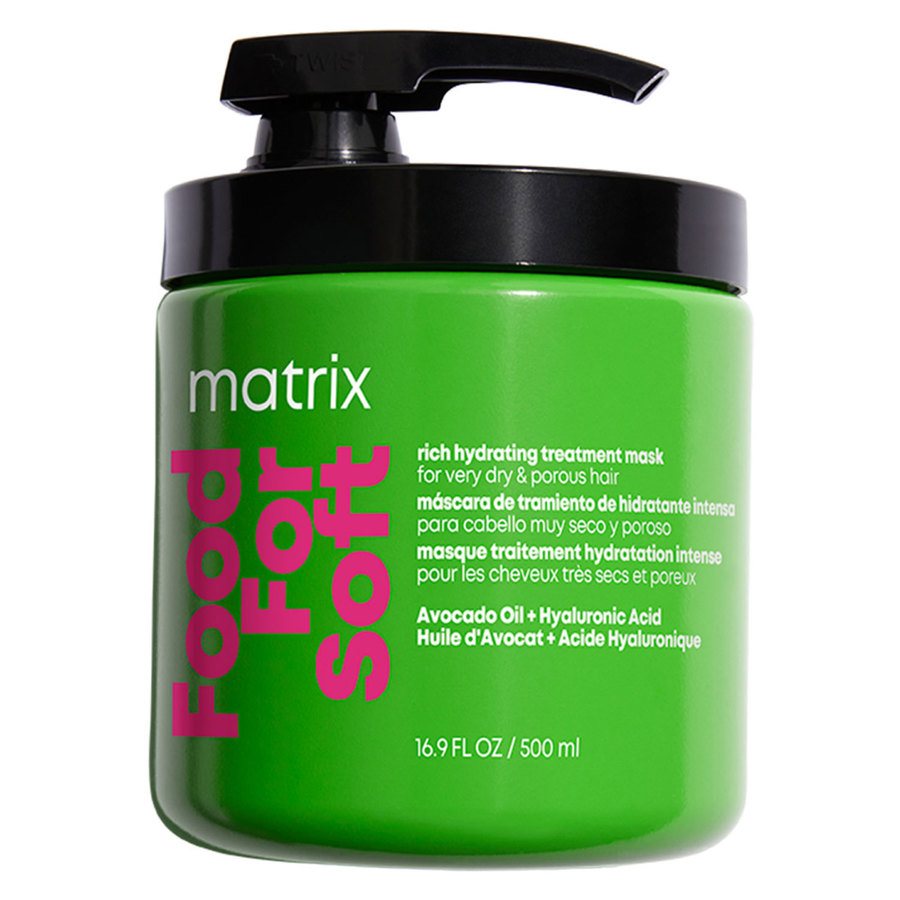 TWIST
matrix
Food
For
Soft
rich hydrating treatment mask
for very dry & porous hair
máscara de tramiento de hidratante intensa
para cabello muy seco y poroso
masque traitement hydratation intense
pour les cheveux très secs et poreux
Avocado Oil + Hyaluronic Acid
Huile d'Avocat + Acide Hyaluronique
16.9 FL OZ / 500 ml